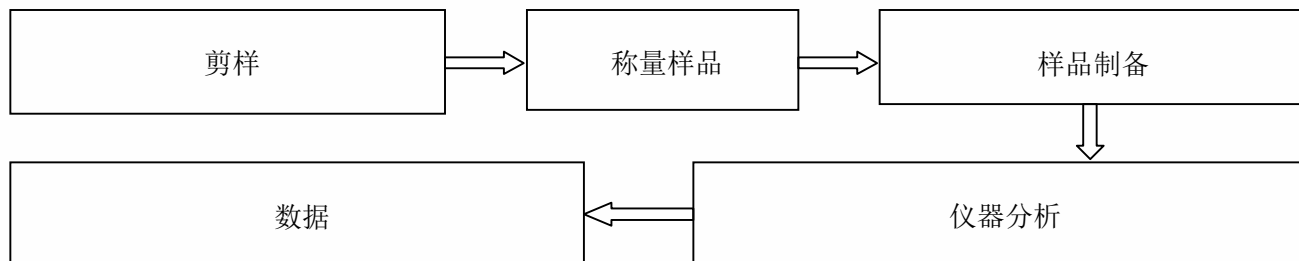 剪样
称量样品
样品制备
仪器分析
数据